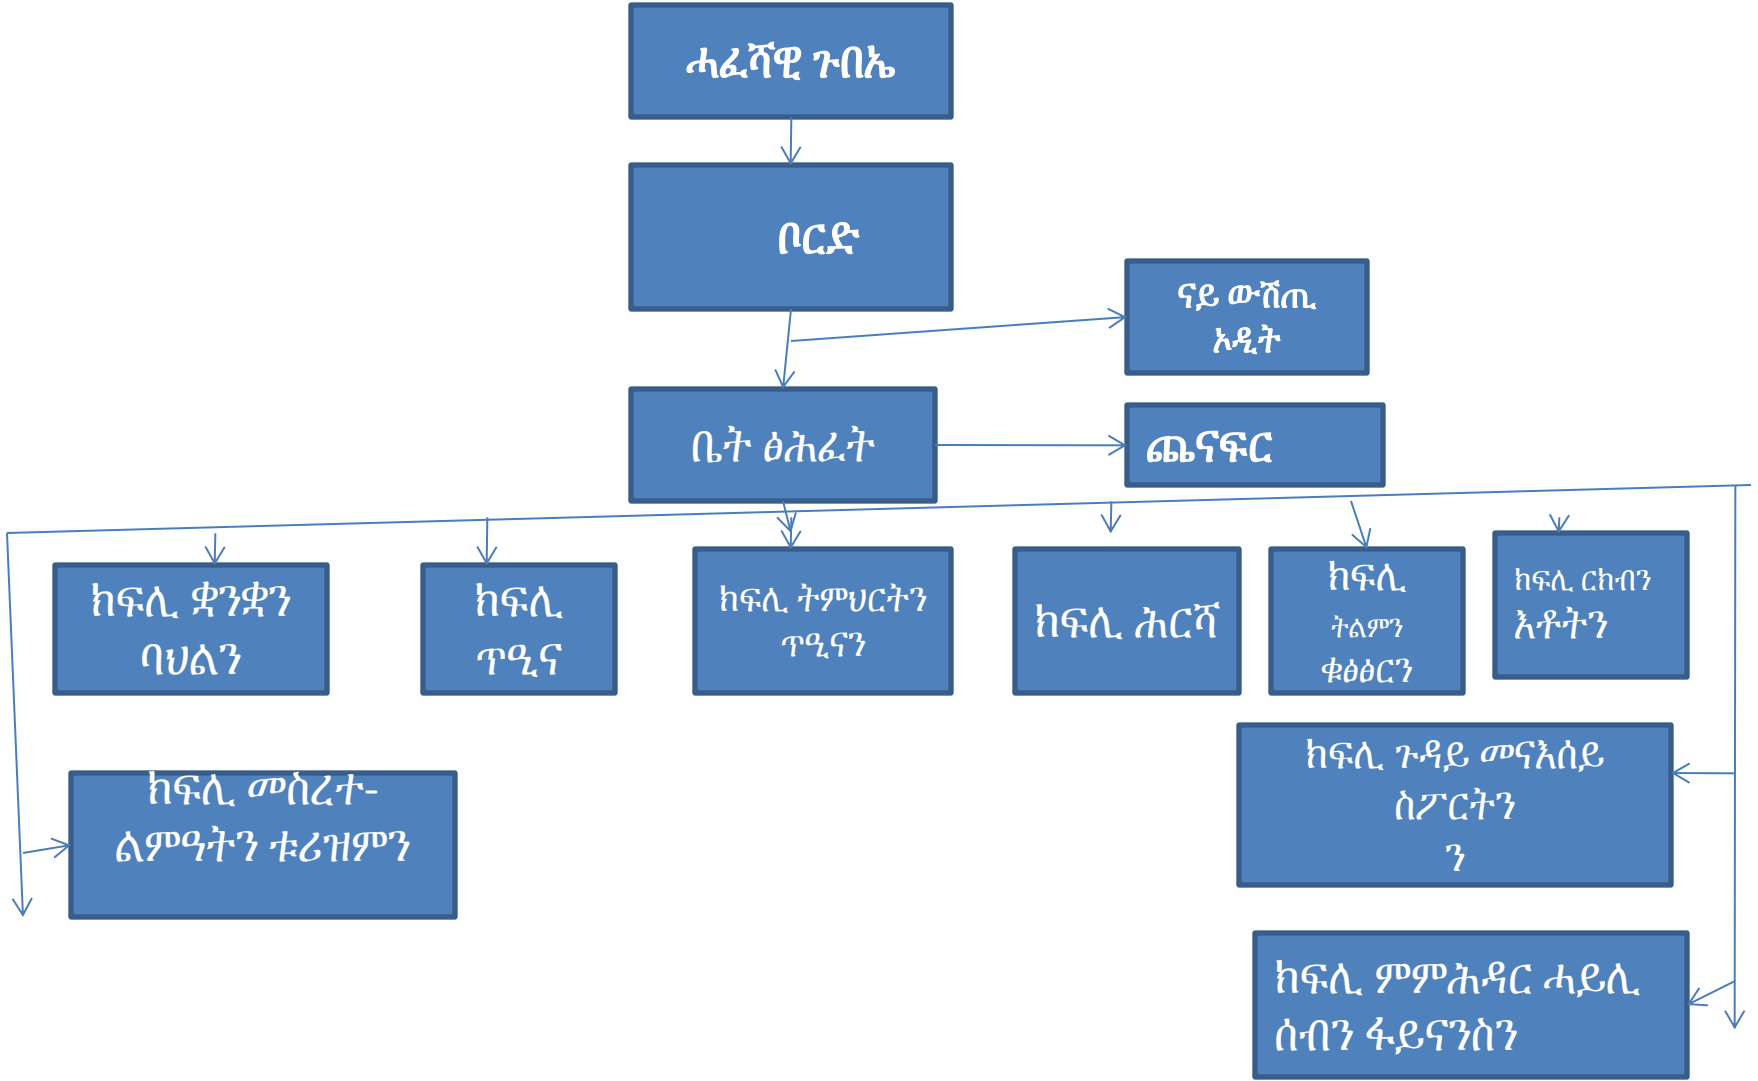 ሓፈሻዊ ጉበኤ
ቦርድ
ናይ ውሽጢ
ኦዲት
ቤት ፅሕፈት
ጨናፍር
ክፍሊ ቋንቋን
ባህልን
ክፍሊ
ጥዒና
ክፍሊ ትምህርትን
ጥዒናን
ክፍሊ ሕርሻ
ክፍሊ
ትልምን
ቁፅፅርን
ክፍሊ ርክብን
እቶትን
ክፍሊ መስረተ-
ልምዓትን ቱሪዝምን
ክፍሊ ጉዳይ መናእሰይ
ስፖርትን
ን
ክፍሊ ምምሕዳር ሓይሊ
ሰብን ፋይናንስን